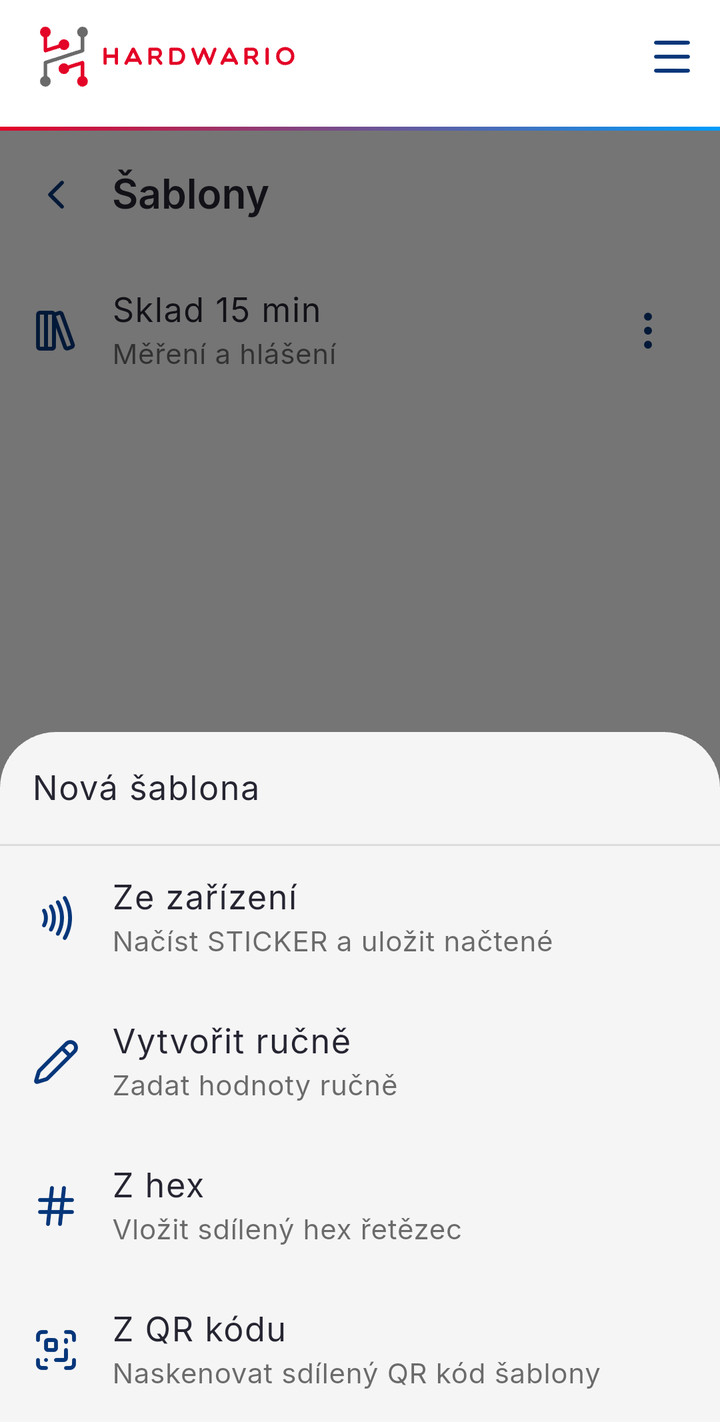 HARDWARIO
Šablony
Sklad 15 min
Měření a hlášení
Nová šablona
Ze zařízení
Načíst STICKER a uložit načtené
Vytvořit ručně
Zadat hodnoty ručně
Z hex
Vložit sdílený hex řetězec
Z QR kódu
Naskenovat sdílený QR kód šablony